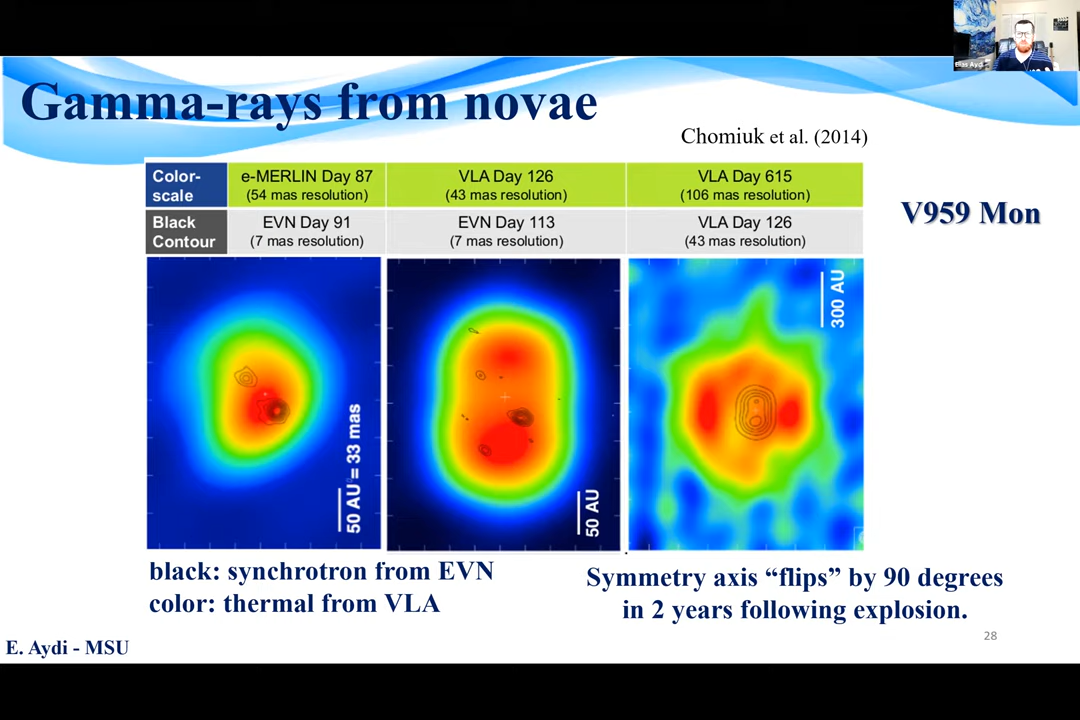 Elias Aydi
Gamma-rays from novae
Chomiuk et al. (2014)
Color-
scale
e-MERLIN Day 87
(54 mas resolution)
VLA Day 126
(43 mas resolution)
VLA Day 615
(106 mas resolution)
V959 Mon
Black
Contour
EVN Day 91
(7 mas resolution)
EVN Day 113
(7 mas resolution)
VLA Day 126
(43 mas resolution)
50 AU = 33 mas
50 AU
300 AU
black: synchrotron from EVN
color: thermal from VLA
Symmetry axis “flips” by 90 degrees
in 2 years following explosion.
28
E. Aydi - MSU